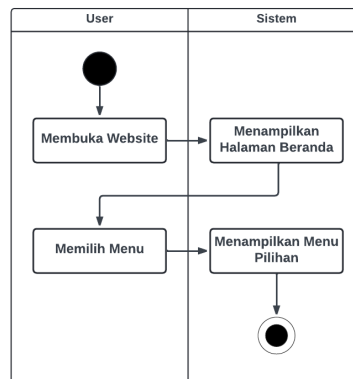 User
Sistem
Membuka Website
Menampilkan
Halaman Beranda
Memilih Menu
Menampilkan Menu
Pilihan